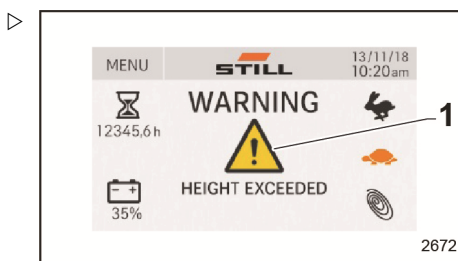 MENU
STILL
13/11/18
10:20am
WARNING
12345,6 h
1
HEIGHT EXCEEDED
35%
2672